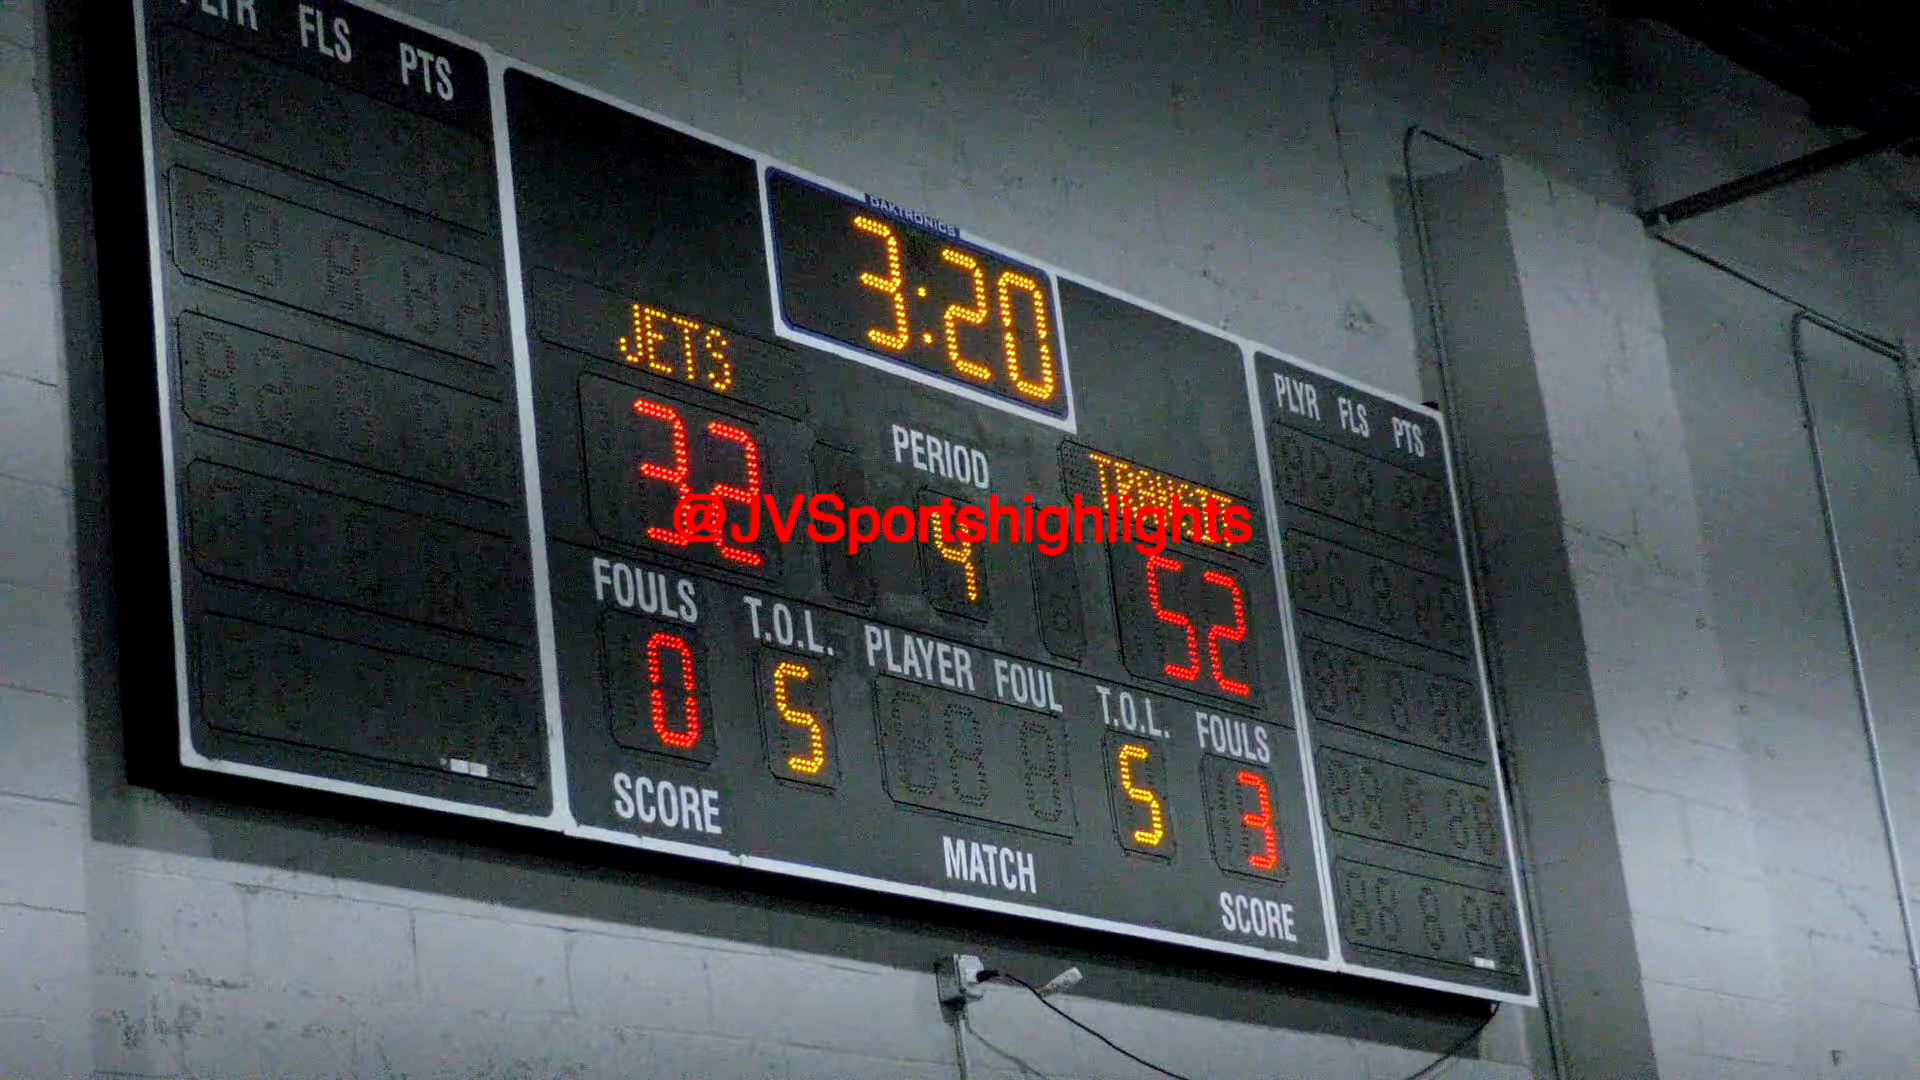 PLYR FLS PTS
DAKTRONICS
3:20
JETS
PERIOD
PLYR FLS PTS
TRANSIT
32
4
52
@JVSportshighlights
FOULS T.O.L. PLAYER FOUL T.O.L. FOULS
0 5 5 3
SCORE MATCH SCORE